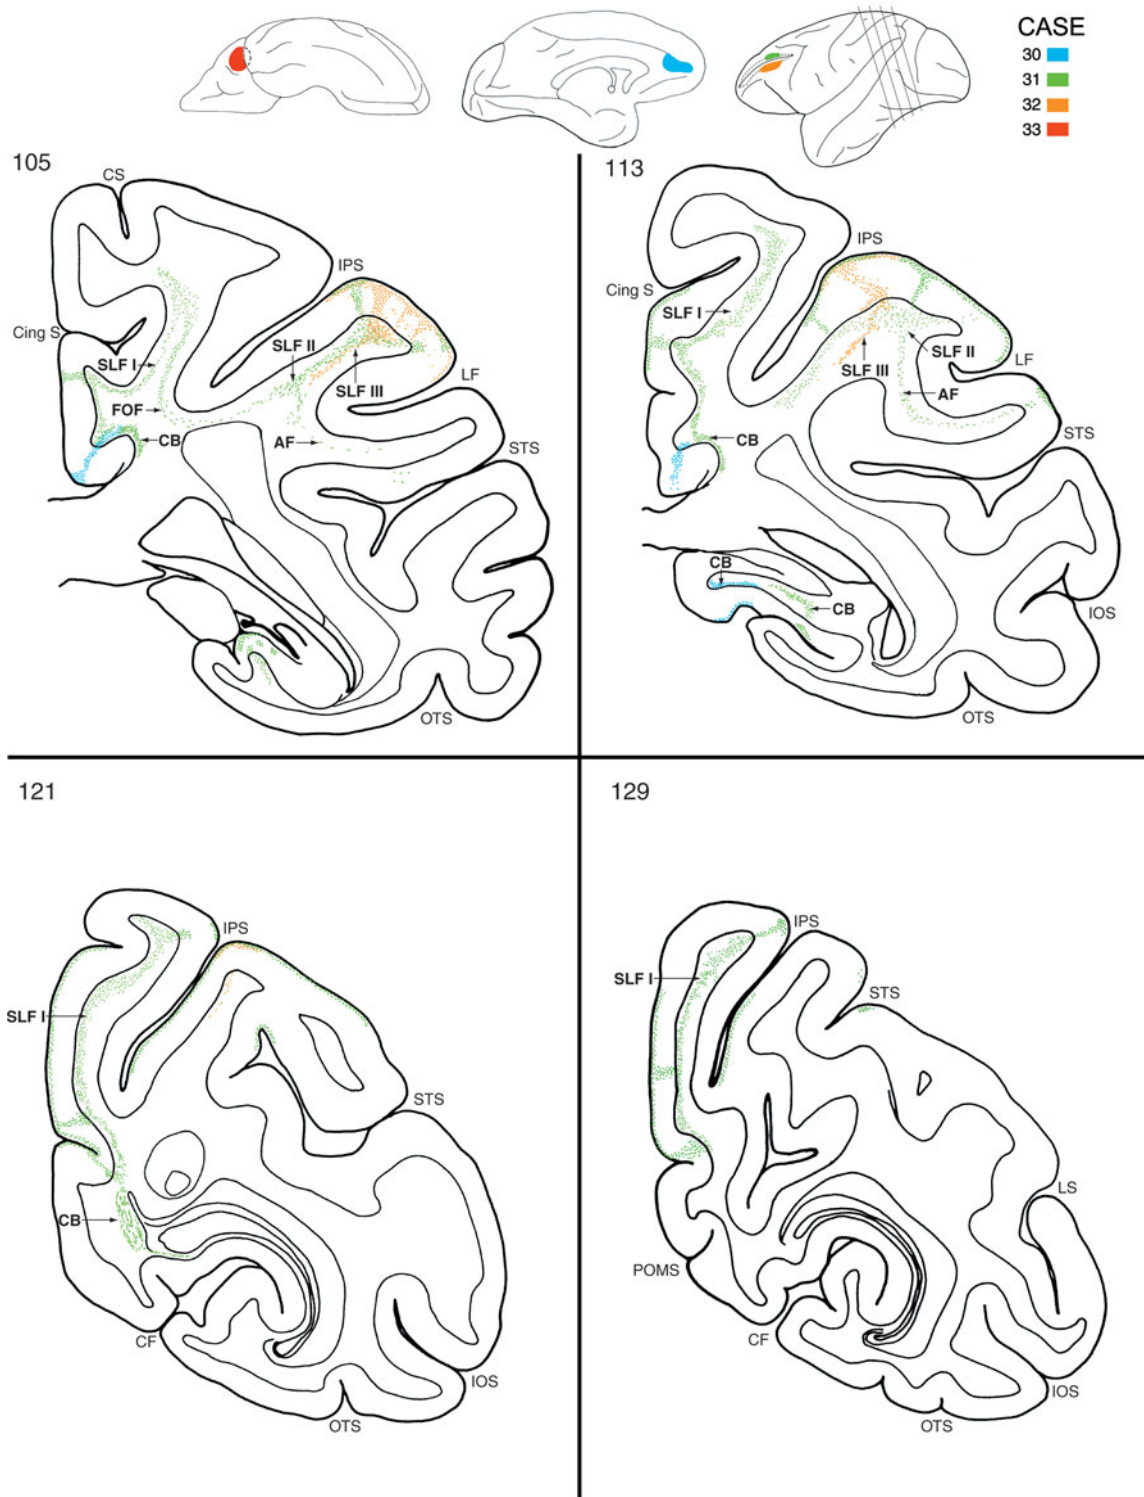 CASE
30
31
32
33
105
CS
IPS
Cing S
SLF I
SLF II
SLF III
LF
FOF
CB
AF
STS
OTS
113
IPS
Cing S
SLF I
SLF II
SLF III
LF
AF
CB
STS
CB
CB
IOS
OTS
121
IPS
SLF I
STS
CB
CF
IOS
OTS
129
IPS
SLF I
STS
LS
POMS
CF
IOS
OTS